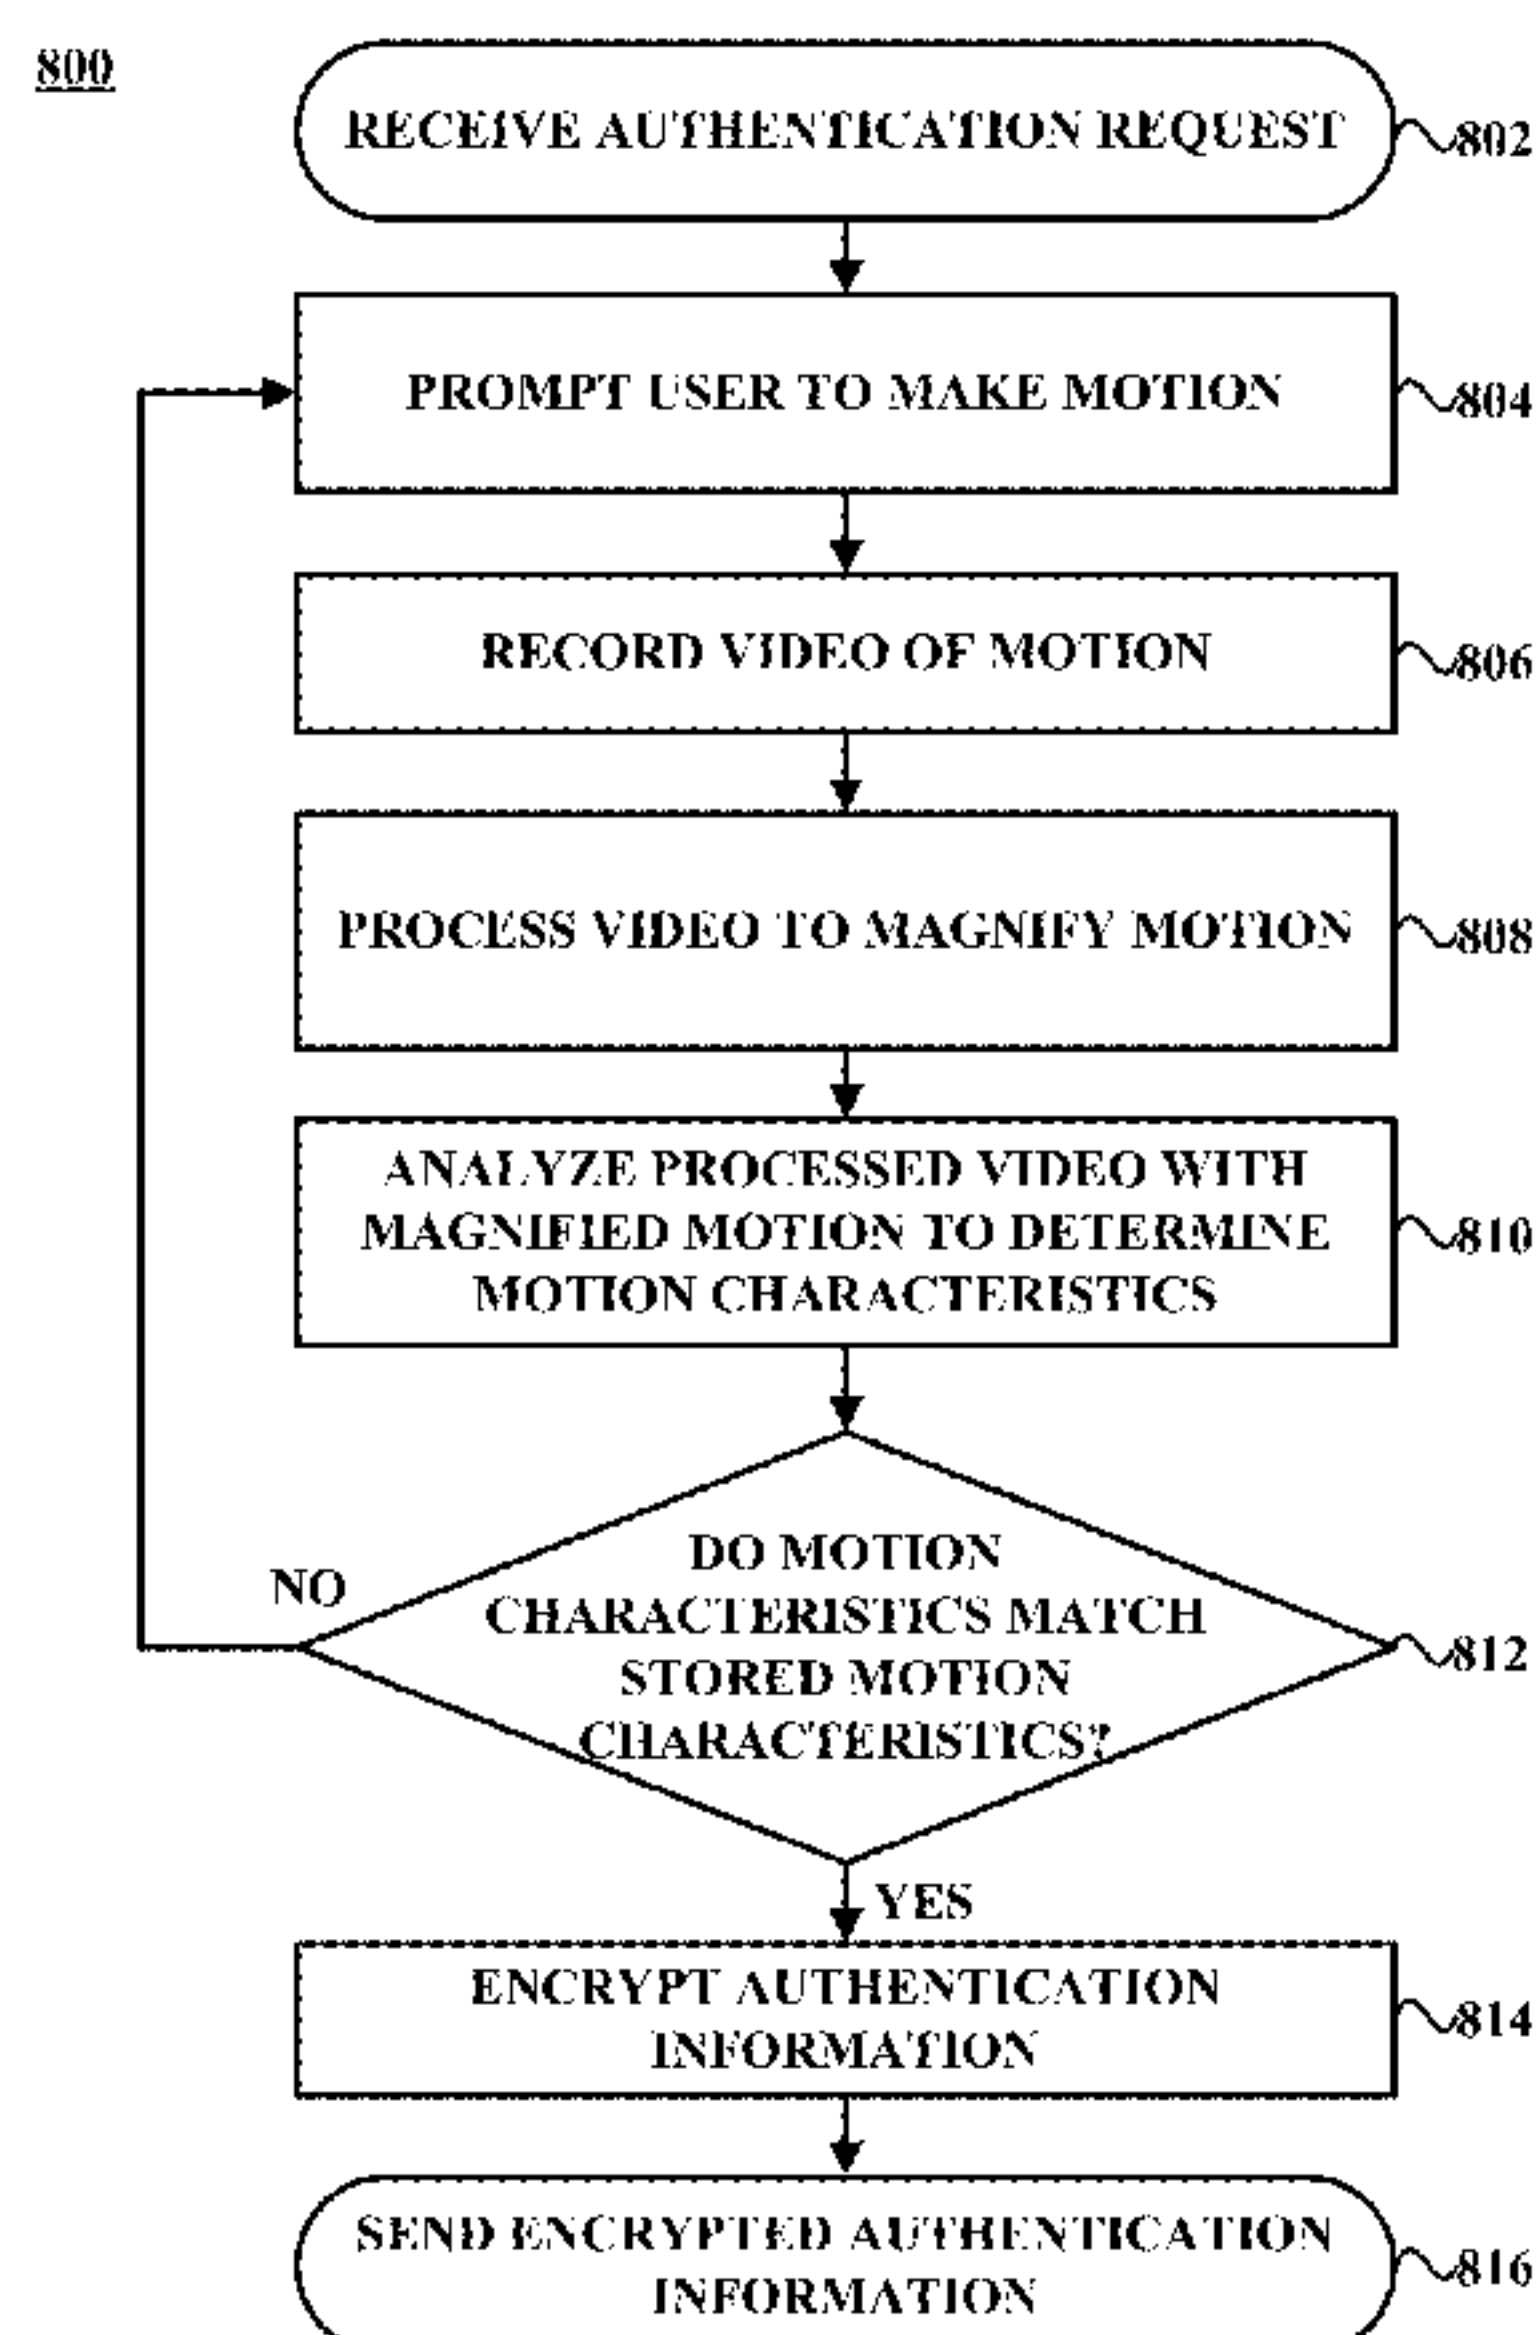 800
RECEIVE AUTHENTICATION REQUEST
802
PROMPT USER TO MAKE MOTION
804
RECORD VIDEO OF MOTION
806
PROCESS VIDEO TO MAGNIFY MOTION
808
ANALYZE PROCESSED VIDEO WITH
MAGNIFIED MOTION TO DETERMINE
MOTION CHARACTERISTICS
810
DO MOTION
CHARACTERISTICS MATCH
STORED MOTION
CHARACTERISTICS?
812
NO
YES
ENCRYPT AUTHENTICATION
INFORMATION
814
SEND ENCRYPTED AUTHENTICATION
INFORMATION
816